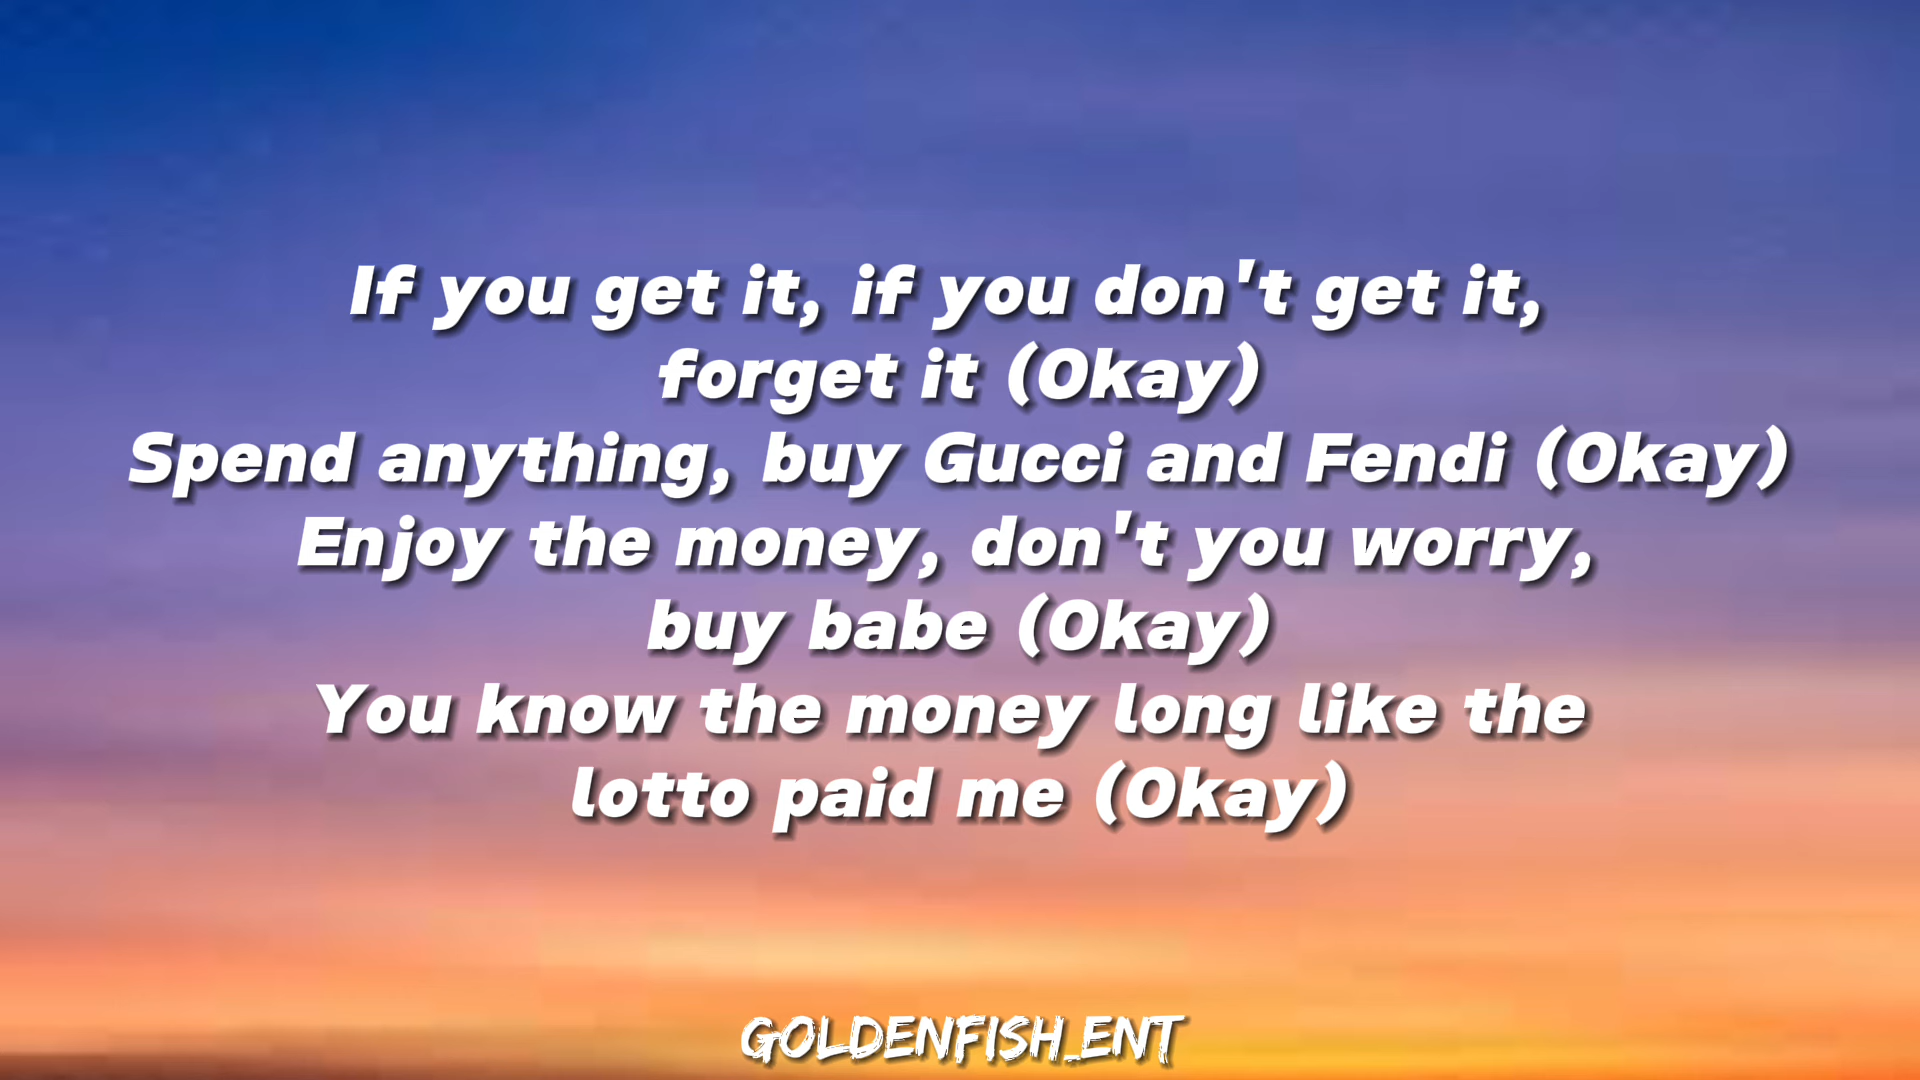 If you get it, if you don't get it,
forget it (Okay)
Spend anything, buy Gucci and Fendi (Okay)
Enjoy the money, don't you worry,
buy babe (Okay)
You know the money long like the
lotto paid me (Okay)
GOLDENFISH_ENT